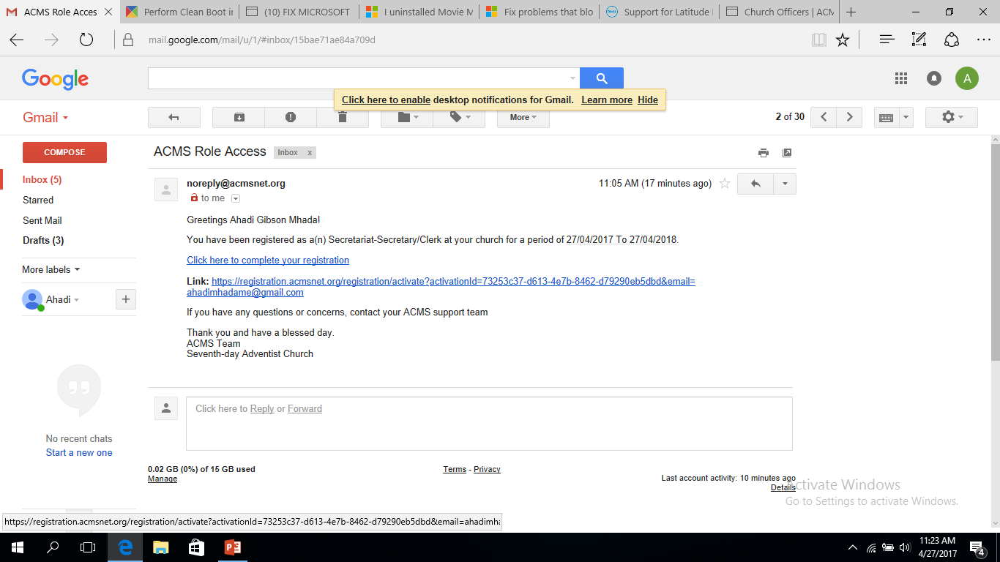 ACMS Role Acces
Perform Clean Boot in
(10) FIX MICROSOFT
I uninstalled Movie M
Fix problems that blo
Support for Latitude
Church Officers | ACM
mail.google.com/mail/u/1/#inbox/15bae71ae84a709d
Google
A
Click here to enable desktop notifications for Gmail. Learn more Hide
Gmail
More
2 of 30
COMPOSE
Inbox (5)
Starred
Sent Mail
Drafts (3)
More labels
Ahadi
+
No recent chats
Start a new one
ACMS Role Access Inbox x
noreply@acmsnet.org
11:05 AM (17 minutes ago)
to me
Greetings Ahadi Gibson Mhada!
You have been registered as a(n) Secretariat-Secretary/Clerk at your church for a period of 27/04/2017 To 27/04/2018.
Click here to complete your registration
Link: https://registration.acmsnet.org/registration/activate?activationId=73253c37-d613-4e7b-8462-d79290eb5dbd&email=
ahadimhadame@gmail.com
If you have any questions or concerns, contact your ACMS support team
Thank you and have a blessed day.
ACMS Team
Seventh-day Adventist Church
Click here to Reply or Forward
0.02 GB (0%) of 15 GB used
Manage
Terms - Privacy
Last account activity: 10 minutes ago
Details
Activate Windows
Go to Settings to activate Windows.
https://registration.acmsnet.org/registration/activate?activationId=73253c37-d613-4e7b-8462-d79290eb5dbd&email=ahadimha
11:23 AM
4/27/2017
4